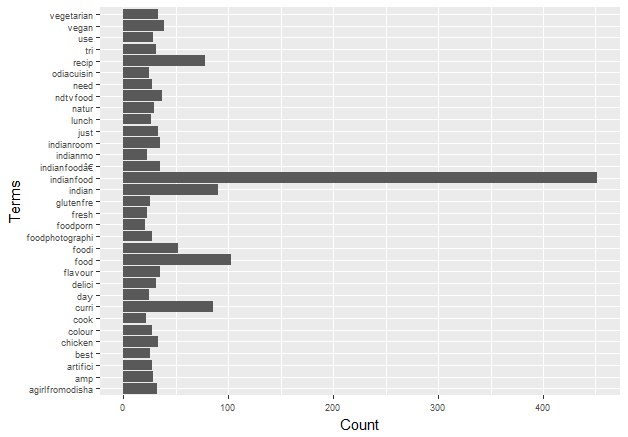 vegetarian
vegan
use
tri
recip
odiacuisin
need
ndtvfood
natur
lunch
just
indianroom
indianmo
indianfoodâ€
indianfood
indian
glutenfre
fresh
foodporn
foodphotographi
foodi
food
flavour
delici
day
curri
cook
colour
chicken
best
artifici
amp
agirlfromodisha
Terms
0 100 200 300 400
Count